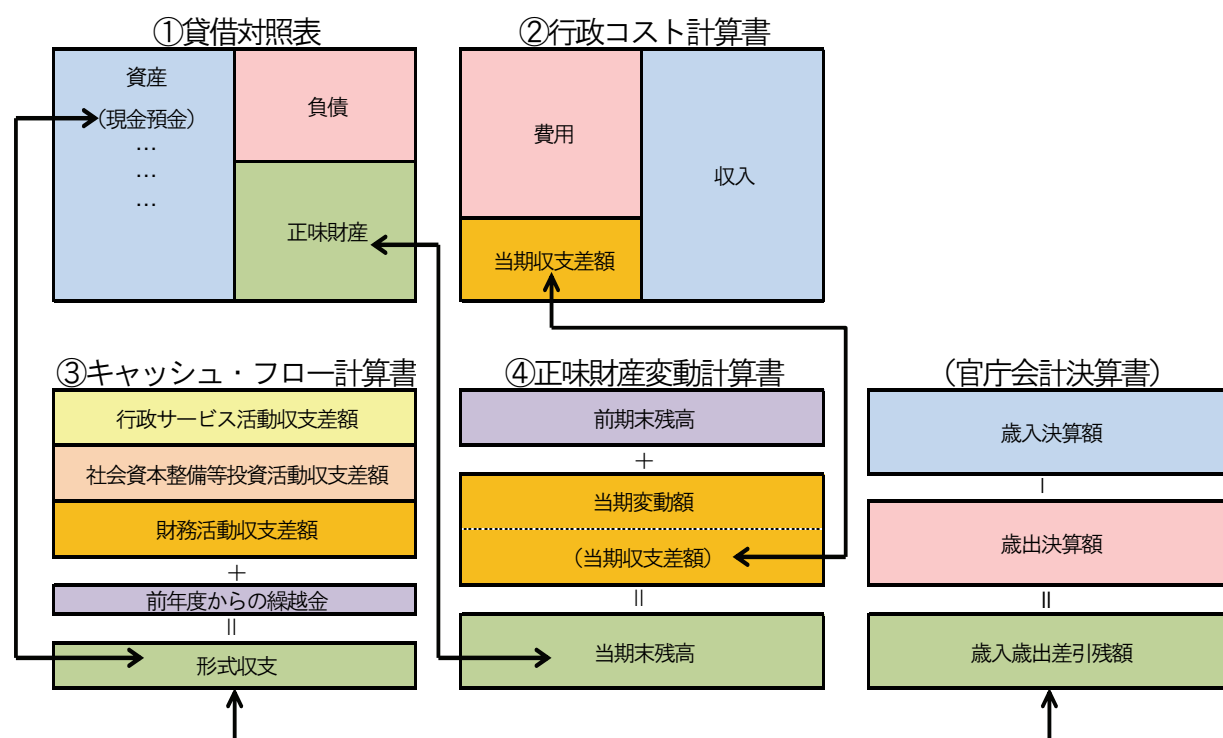 ①貸借対照表
資産
(現金預金)
…
…
…
負債
正味財産
②行政コスト計算書
費用
当期収支差額
収入
③キャッシュ・フロー計算書
行政サービス活動収支差額
社会資本整備等投資活動収支差額
財務活動収支差額
＋
前年度からの繰越金
＝
形式収支
④正味財産変動計算書
前期末残高
＋
当期変動額
(当期収支差額)
＝
当期末残高
(官庁会計決算書)
歳入決算額
－
歳出決算額
＝
歳入歳出差引残額